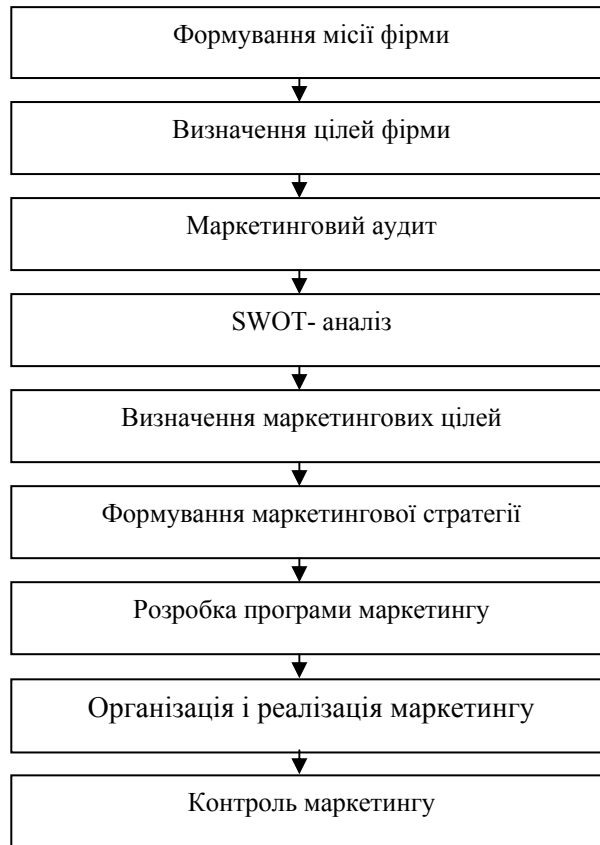 Формування місії фірми
Визначення цілей фірми
Маркетинговий аудит
SWOT- аналіз
Визначення маркетингових цілей
Формування маркетингової стратегії
Розробка програми маркетингу
Організація і реалізація маркетингу
Контроль маркетингу